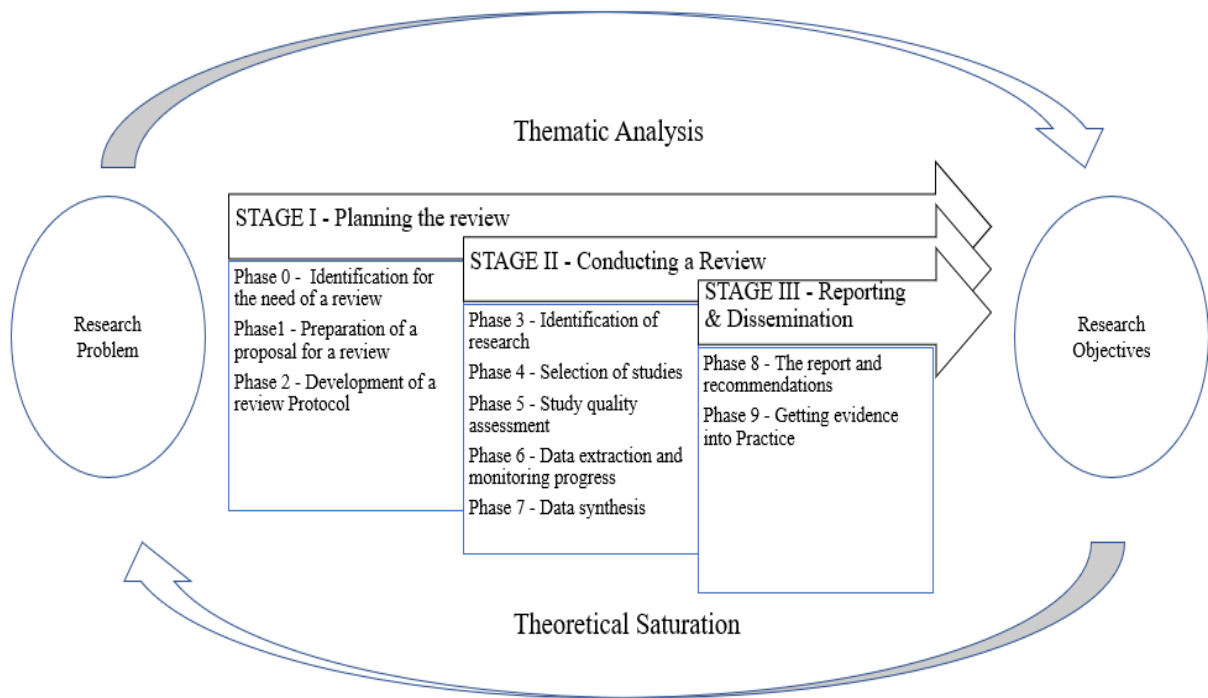 Thematic Analysis
Research
Problem
STAGE I - Planning the review
Phase 0 - Identification for
the need of a review
Phase1 - Preparation of a
proposal for a review
Phase 2 - Development of a
review Protocol
STAGE II - Conducting a Review
Phase 3 - Identification of
research
Phase 4 - Selection of studies
Phase 5 - Study quality
assessment
Phase 6 - Data extraction and
monitoring progress
Phase 7 - Data synthesis
STAGE III - Reporting
& Dissemination
Phase 8 - The report and
recommendations
Phase 9 - Getting evidence
into Practice
Research
Objectives
Theoretical Saturation